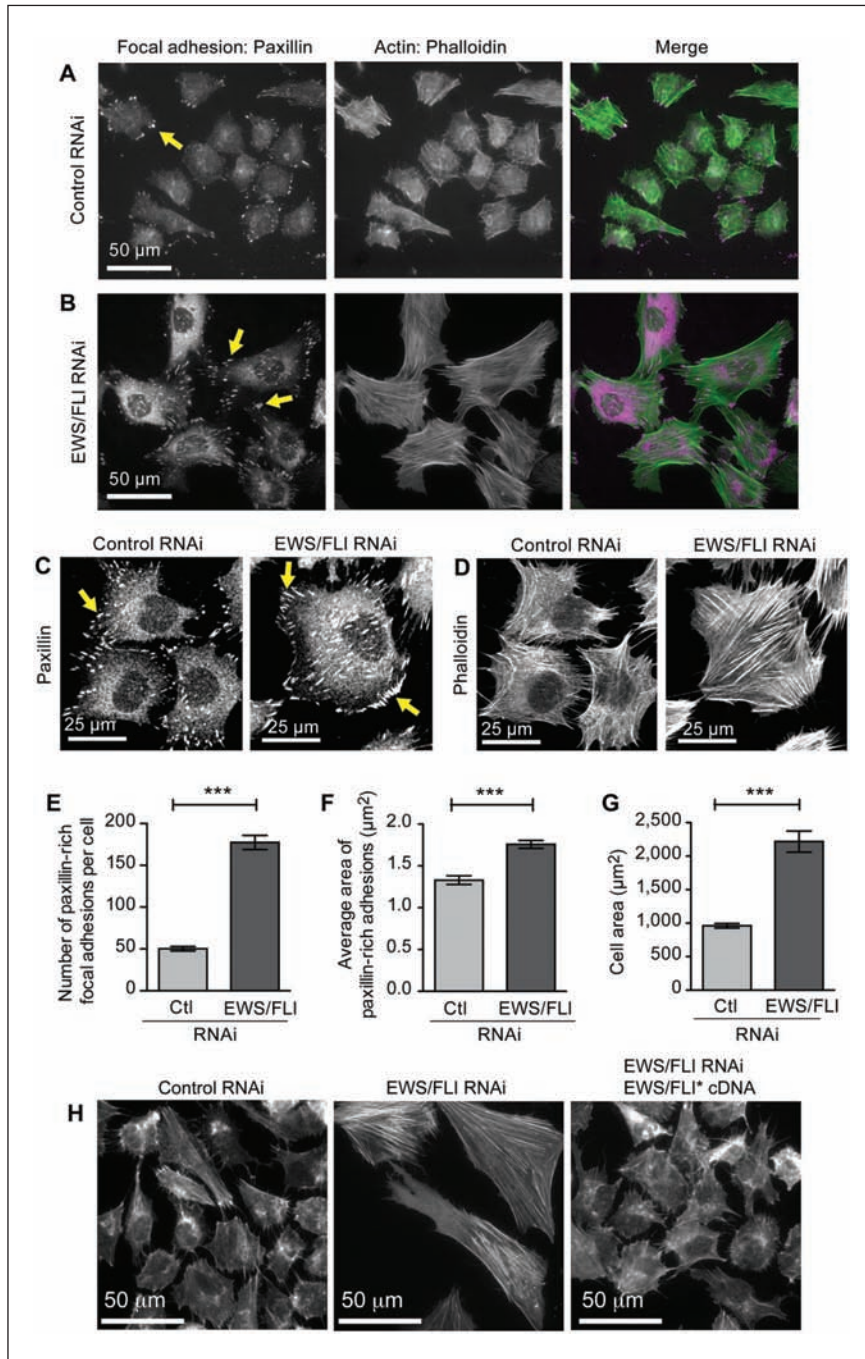 Focal adhesion: Paxillin Actin: Phalloidin Merge
A
Control RNAi
50 µm
B
EWS/FLI RNAi
50 µm
Control RNAi EWS/FLI RNAi Control RNAi EWS/FLI RNAi
C
Paxillin
25 µm 25 µm
D
Phalloidin
25 µm 25 µm
E
***
Number of paxillin-rich
focal adhesions per cell
200
150
100
50
0
Ctl EWS/FLI
RNAi
F
***
Average area of
paxillin-rich adhesions (µm2)
2.0
1.5
1.0
0.5
0.0
Ctl EWS/FLI
RNAi
G
***
Cell area (µm2)
2,500
2,000
1,500
1,000
500
0
Ctl EWS/FLI
RNAi
H
Control RNAi EWS/FLI RNAi EWS/FLI RNAi
EWS/FLI* cDNA
50 µm 50 µm 50 µm